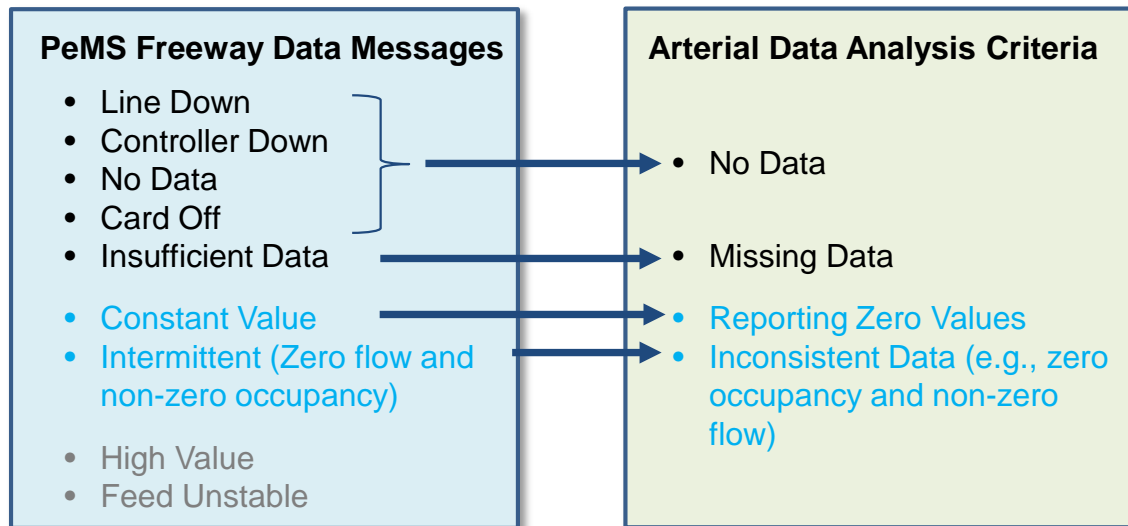 PeMS Freeway Data Messages
• Line Down
• Controller Down
• No Data
• Card Off
• Insufficient Data
• Constant Value
• Intermittent (Zero flow and
non-zero occupancy)
• High Value
• Feed Unstable
Arterial Data Analysis Criteria
• No Data
• Missing Data
• Reporting Zero Values
• Inconsistent Data (e.g., zero
occupancy and non-zero
flow)